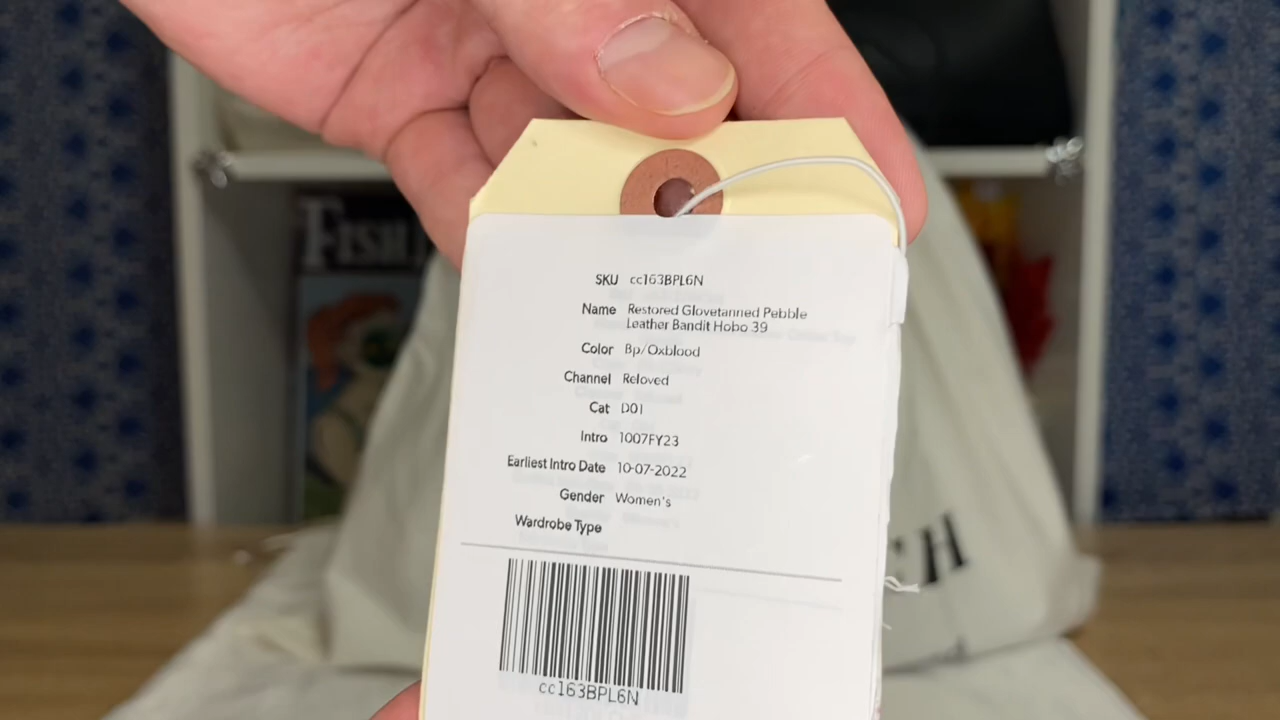 FISH
SKU cc163BPL6N
Name Restored Glovetanned Pebble
Leather Bandit Hobo 39
Color Bp/Oxblood
Channel Reloved
Cat D01
Intro 1007FY23
Earliest Intro Date 10-07-2022
Gender Women's
Wardrobe Type
cc163BPL6N
H